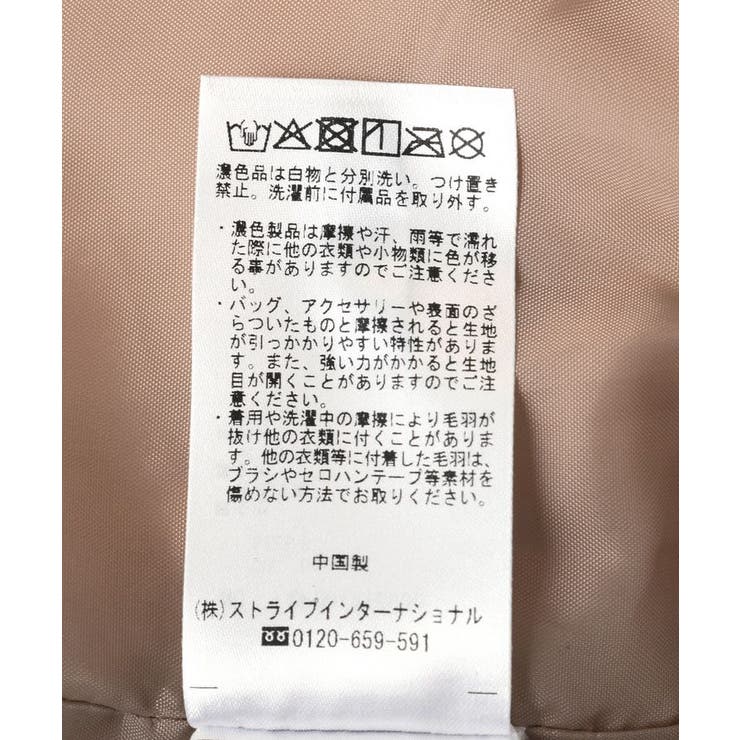 濃色品は白物と分別洗い。つけ置き
禁止。洗濯前に付属品を取り外す。
・濃色製品は摩擦や汗、雨等で濡れ
た際に他の衣類や小物類に色が移
る事がありますのでご注意くださ
い。
・バッグ、アクセサリーや表面のざ
らついたものと摩擦されると生地
が引っかかりやすい特性がありま
す。また、強い力がかかると生地
目が開くことがありますのでご注
意ください。
・着用や洗濯中の摩擦により毛羽が
抜け他の衣類に付くことがありま
す。他の衣類等に付着した毛羽は、
ブラシやセロハンテープ等素材を
傷めない方法でお取りください。
中国製
(株)ストライプインターナショナル
0120-659-591